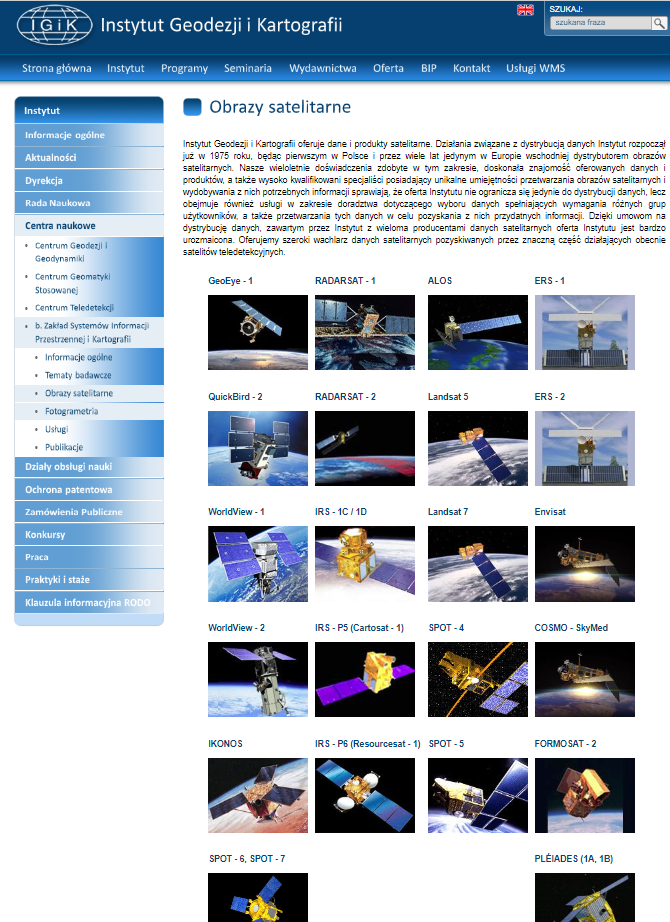 IGiK
Instytut Geodezji i Kartografii
SZUKAJ:
szukana fraza
Strona główna Instytut Programy Seminaria Wydawnictwa Oferta BIP Kontakt Usługi WMS
Instytut
Informacje ogólne
Aktualności
Dyrekcja
Rada Naukowa
Centra naukowe
Centrum Geodezji i
Geodynamiki
Centrum Geomatyki
Stosowanej
Centrum Teledetekcji
b. Zakład Systemów Informacji
Przestrzennej i Kartografii
Informacje ogólne
Tematy badawcze
Obrazy satelitarne
Fotogrametria
Usługi
Publikacje
Działy obsługi nauki
Ochrona patentowa
Zamówienia Publiczne
Konkursy
Praca
Praktyki i staże
Klauzula informacyjna RODO
Obrazy satelitarne
Instytut Geodezji i Kartografii oferuje dane i produkty satelitarne. Działania związane z dystrybucją danych Instytut rozpoczął
już w 1975 roku, będąc pierwszym w Polsce i przez wiele lat jedynym w Europie wschodniej dystrybutorem obrazów
satelitarnych. Nasze wieloletnie doświadczenia zdobyte w tym zakresie, doskonała znajomość oferowanych danych i
produktów, a także wysoko kwalifikowani specjaliści posiadający unikalne umiejętności przetwarzania obrazów satelitarnych i
wydobywania z nich potrzebnych informacji sprawiają, że oferta Instytutu nie ogranicza się jedynie do dystrybucji danych, lecz
obejmuje również usługi w zakresie doradztwa dotyczącego wyboru danych spełniających wymagania różnych grup
użytkowników, a także przetwarzania tych danych w celu pozyskania z nich przydatnych informacji. Dzięki umowom na
dystrybucję danych, zawartym przez Instytut z wieloma producentami danych satelitarnych oferta Instytutu jest bardzo
urozmaicona. Oferujemy szeroki wachlarz danych satelitarnych pozyskiwanych przez znaczną część działających obecnie
satelitów teledetekcyjnych.
GeoEye - 1 RADARSAT - 1 ALOS ERS - 1
QuickBird - 2 RADARSAT - 2 Landsat 5 ERS - 2
WorldView - 1 IRS - 1C / 1D Landsat 7 Envisat
WorldView - 2 IRS - P5 (Cartosat - 1) SPOT - 4 COSMO - SkyMed
IKONOS IRS - P6 (Resourcesat - 1) SPOT - 5 FORMOSAT - 2
SPOT - 6, SPOT - 7 PLÉIADES (1A, 1B)